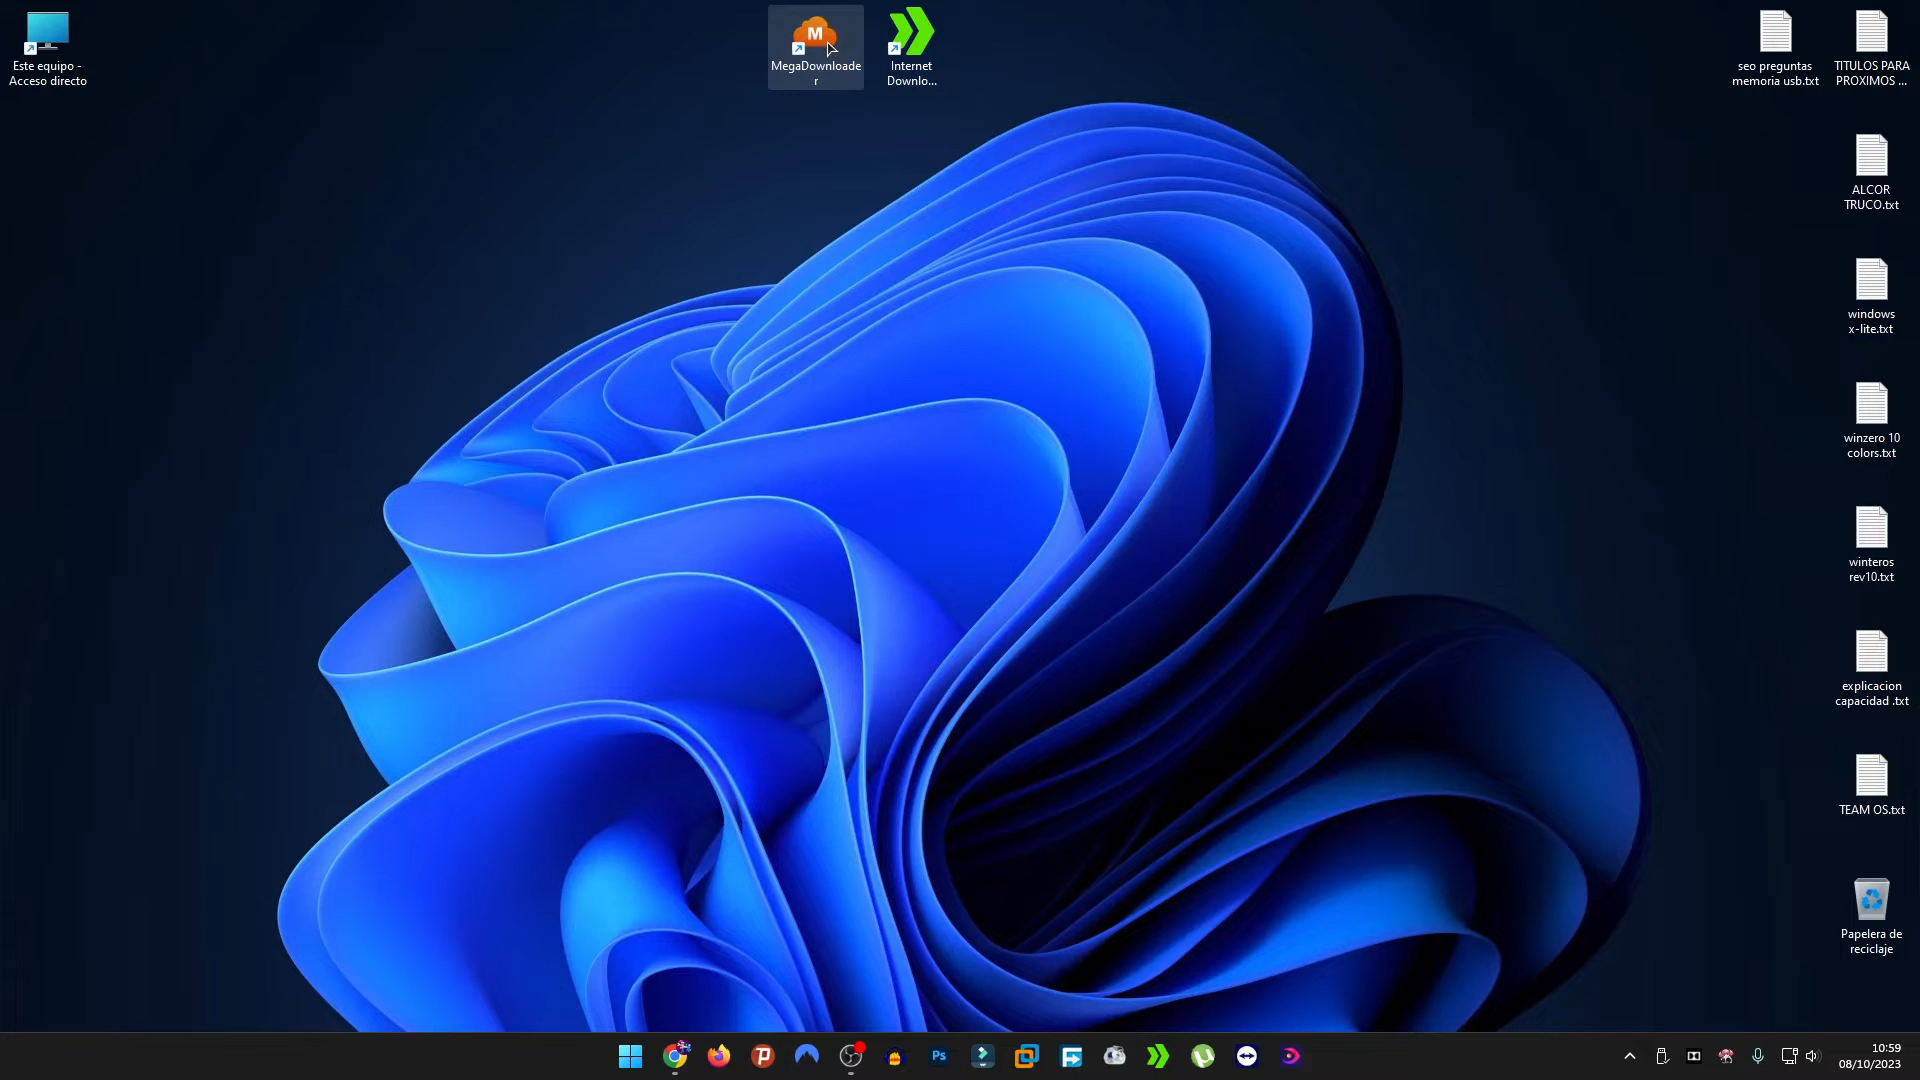 Este equipo -
Acceso directo
M
MegaDownloade
r
Internet
Downlo...
seo preguntas
memoria usb.txt
TITULOS PARA
PROXIMOS ...
ALCOR
TRUCO.txt
windows
x-lite.txt
winzero 10
colors.txt
winteros
rev10.txt
explicacion
capacidad .txt
TEAM OS.txt
Papelera de
reciclaje
Ps
10:59
08/10/2023